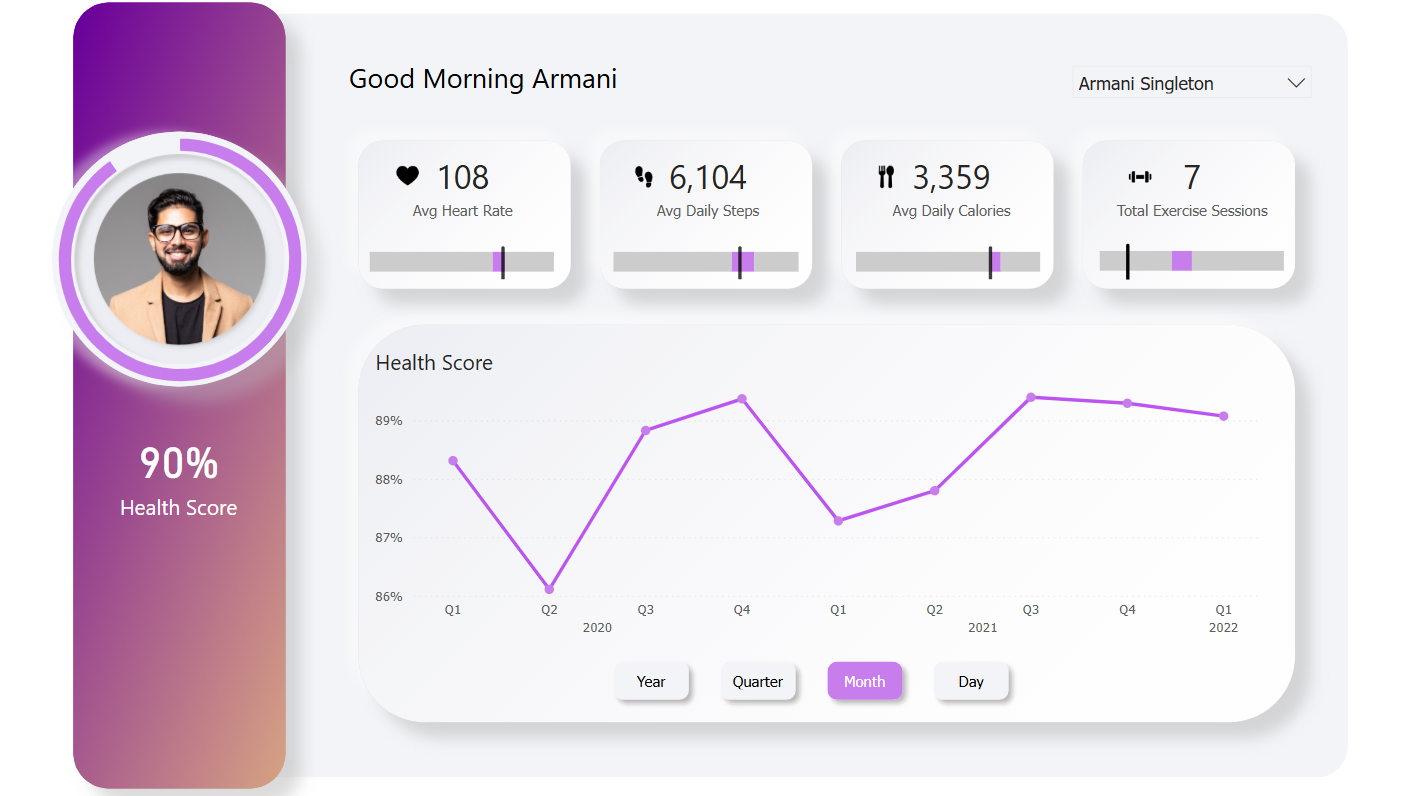 Good Morning Armani
Armani Singleton
108
Avg Heart Rate
6,104
Avg Daily Steps
3,359
Avg Daily Calories
7
Total Exercise Sessions
90%
Health Score
Health Score
89%
88%
87%
86%
Q1 Q2 Q3 Q4 Q1 Q2 Q3 Q4 Q1
2020 2021 2022
Year Quarter Month Day